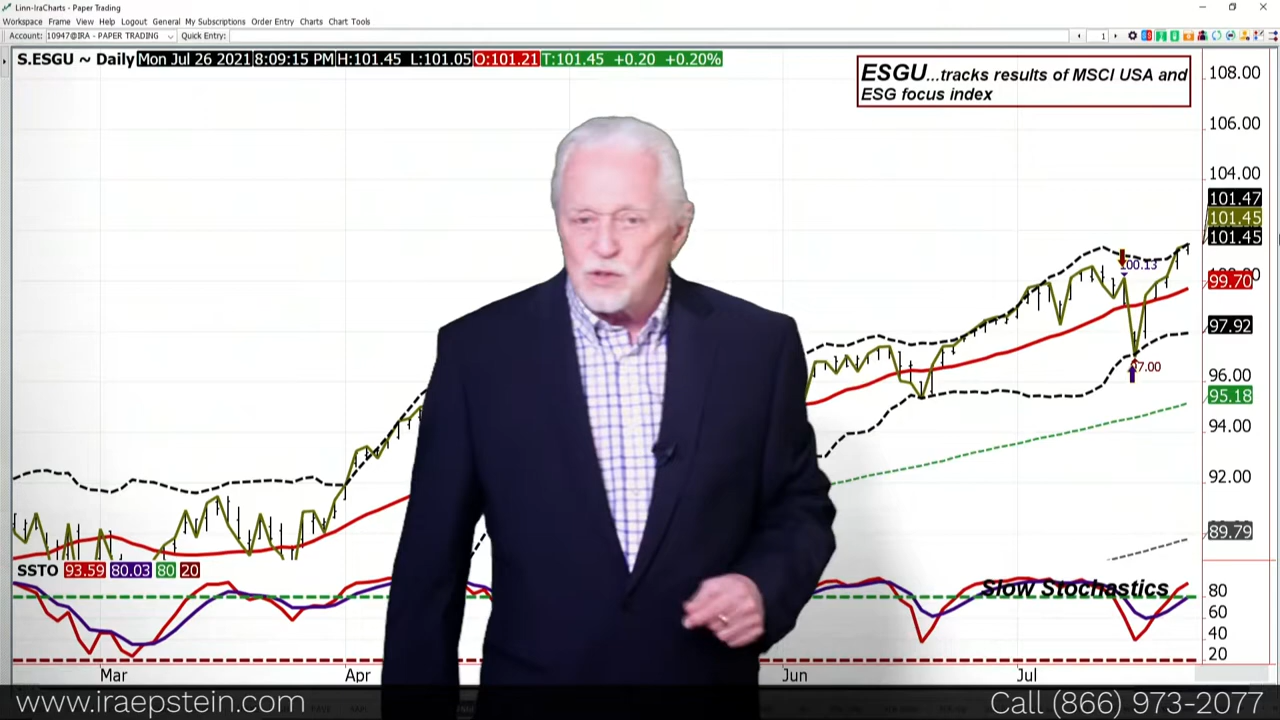 Linn-IraCharts - Paper Trading
Workspace Frame View Help Logout General My Subscriptions Order Entry Charts Chart Tools
Account: 10947@IRA - PAPER TRADING Quick Entry: 1
S.ESGU ~ Daily Mon Jul 26 2021 8:09:15 PM H:101.45 L:101.05 O:101.21 T:101.45 +0.20 +0.20%
ESGU...tracks results of MSCI USA and
ESG focus index
108.00
106.00
104.00
101.47
101.45
101.45
100.13
99.70
97.92
97.00
96.00
95.18
94.00
92.00
89.79
SSTO 93.59 80.03 80 20
Slow Stochastics
80
60
40
20
Mar Apr Jun Jul
www.iraepstein.com Call (866) 973-2077